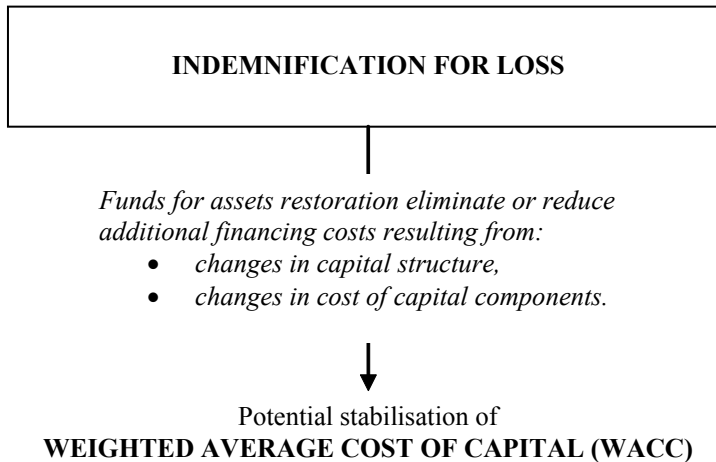 INDEMNIFICATION FOR LOSS
Funds for assets restoration eliminate or reduce
additional financing costs resulting from:
• changes in capital structure,
• changes in cost of capital components.
Potential stabilisation of
WEIGHTED AVERAGE COST OF CAPITAL (WACC)